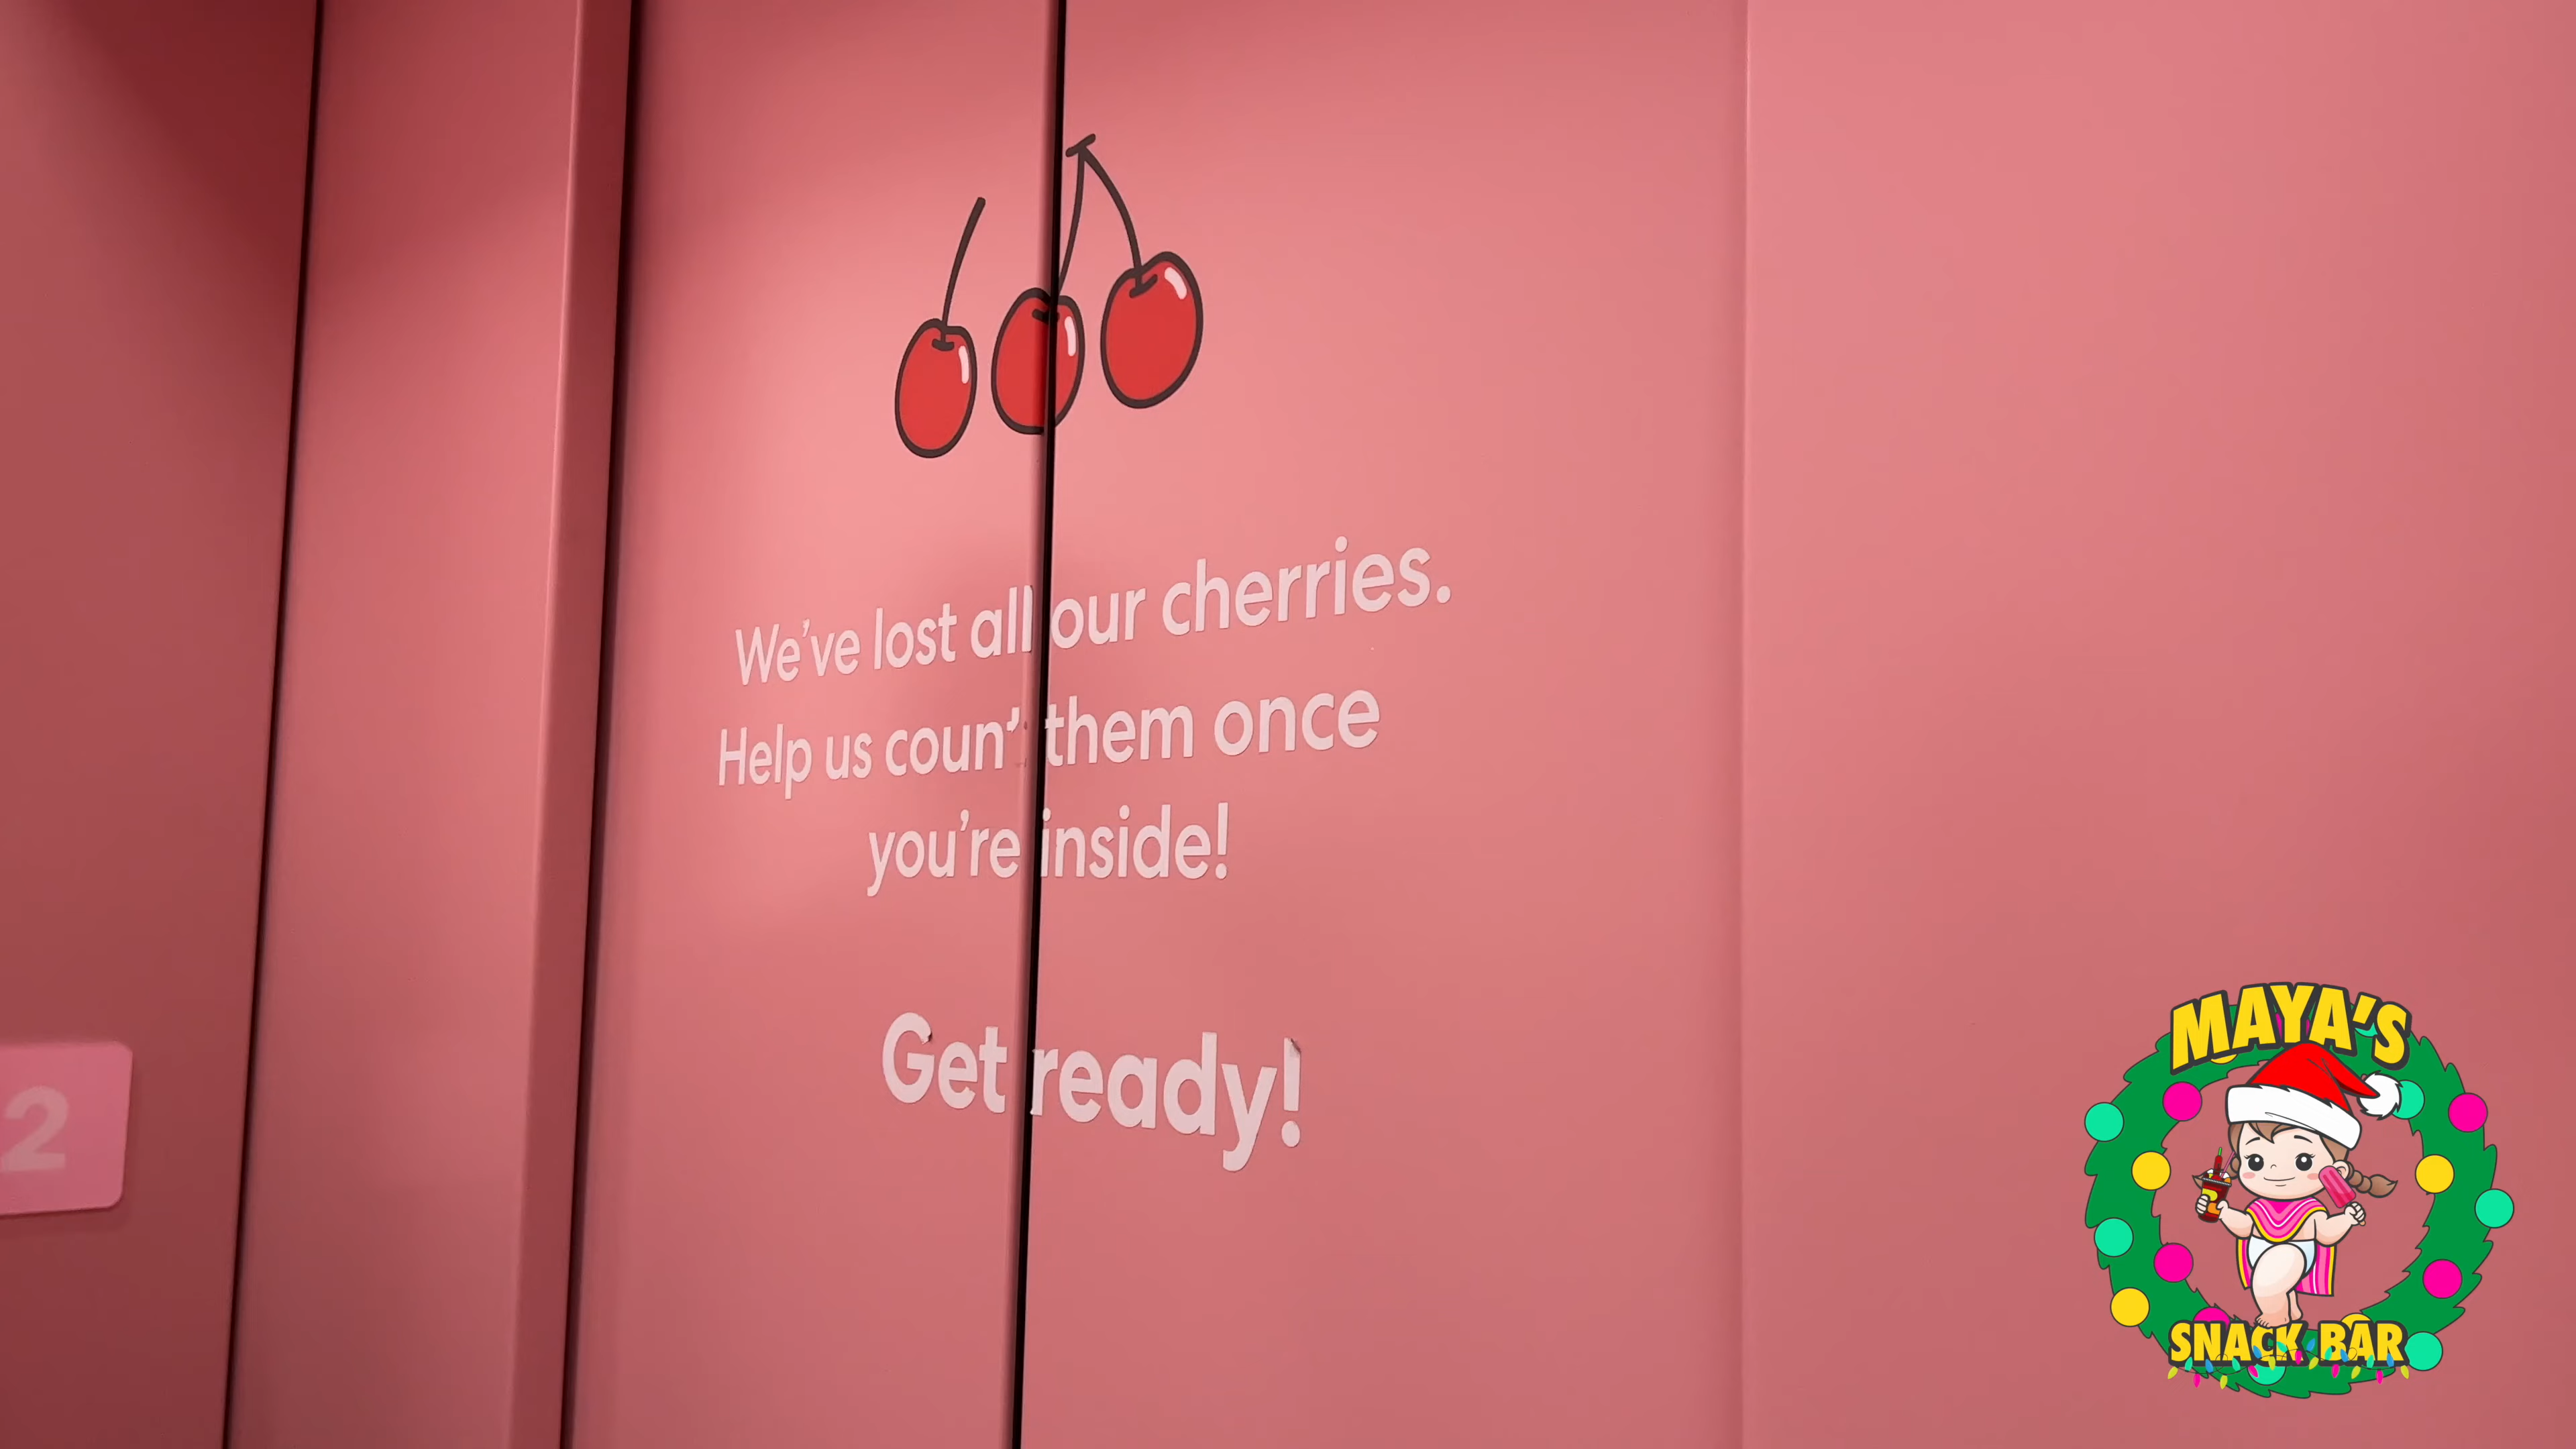 We've lost all our cherries.
Help us coun' them once
you're inside!
Get ready!
2
MAYA'S
SNACK BAR